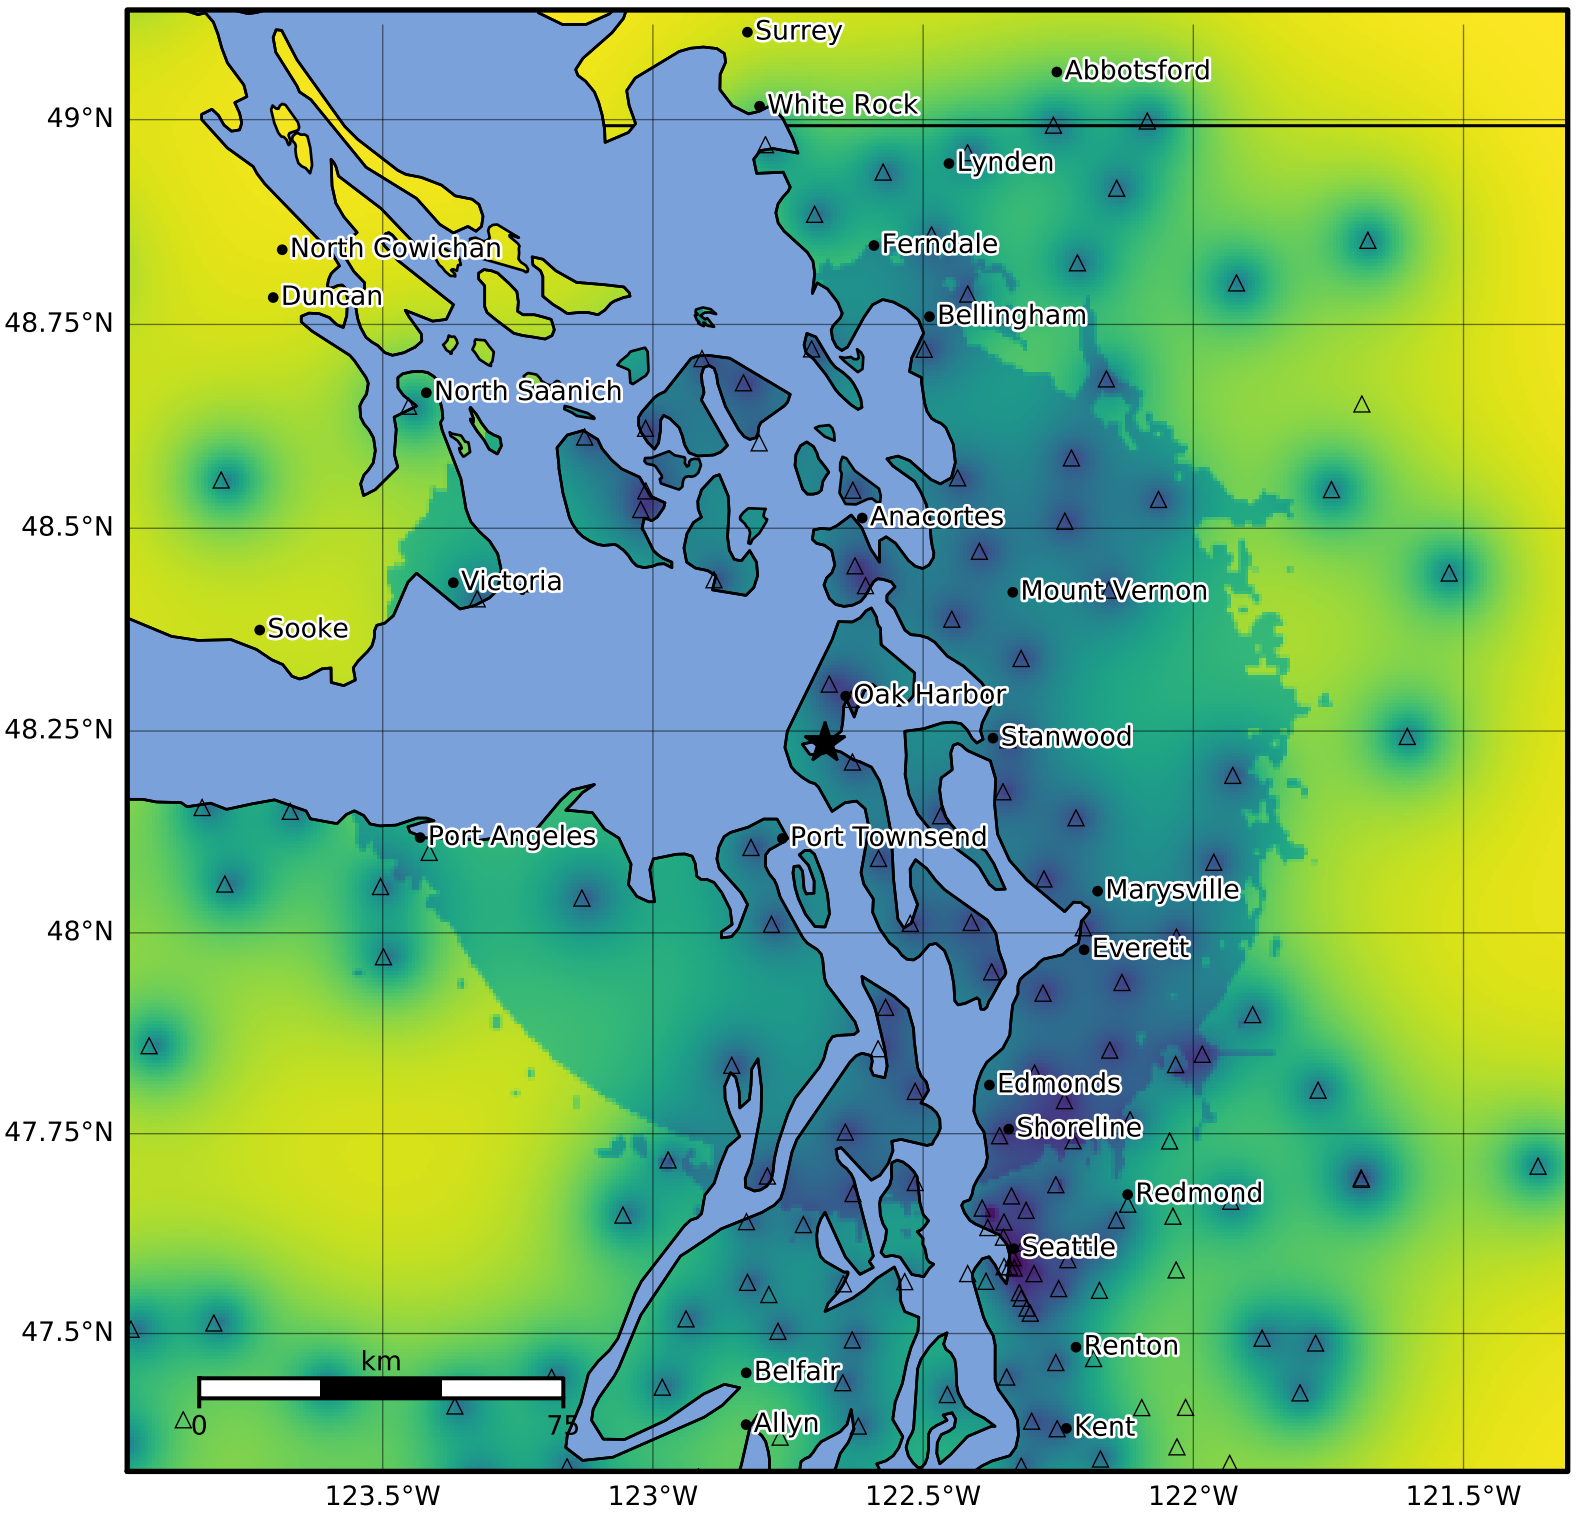 Surrey
Abbotsford
White Rock
49°N
Lynden
Ferndale
North Cowichan
Duncan
Bellingham
48.75°N
North Saanich
Anacortes
48.5°N
Victoria
Mount Vernon
Sooke
Oak Harbor
48.25°N
Stanwood
Port Angeles
Port Townsend
Marysville
48°N
Everett
Edmonds
Shoreline
47.75°N
Redmond
Seattle
47.5°N
Renton
km
Belfair
0 75
Allyn
Kent
123.5°W 123°W 122.5°W 122°W 121.5°W